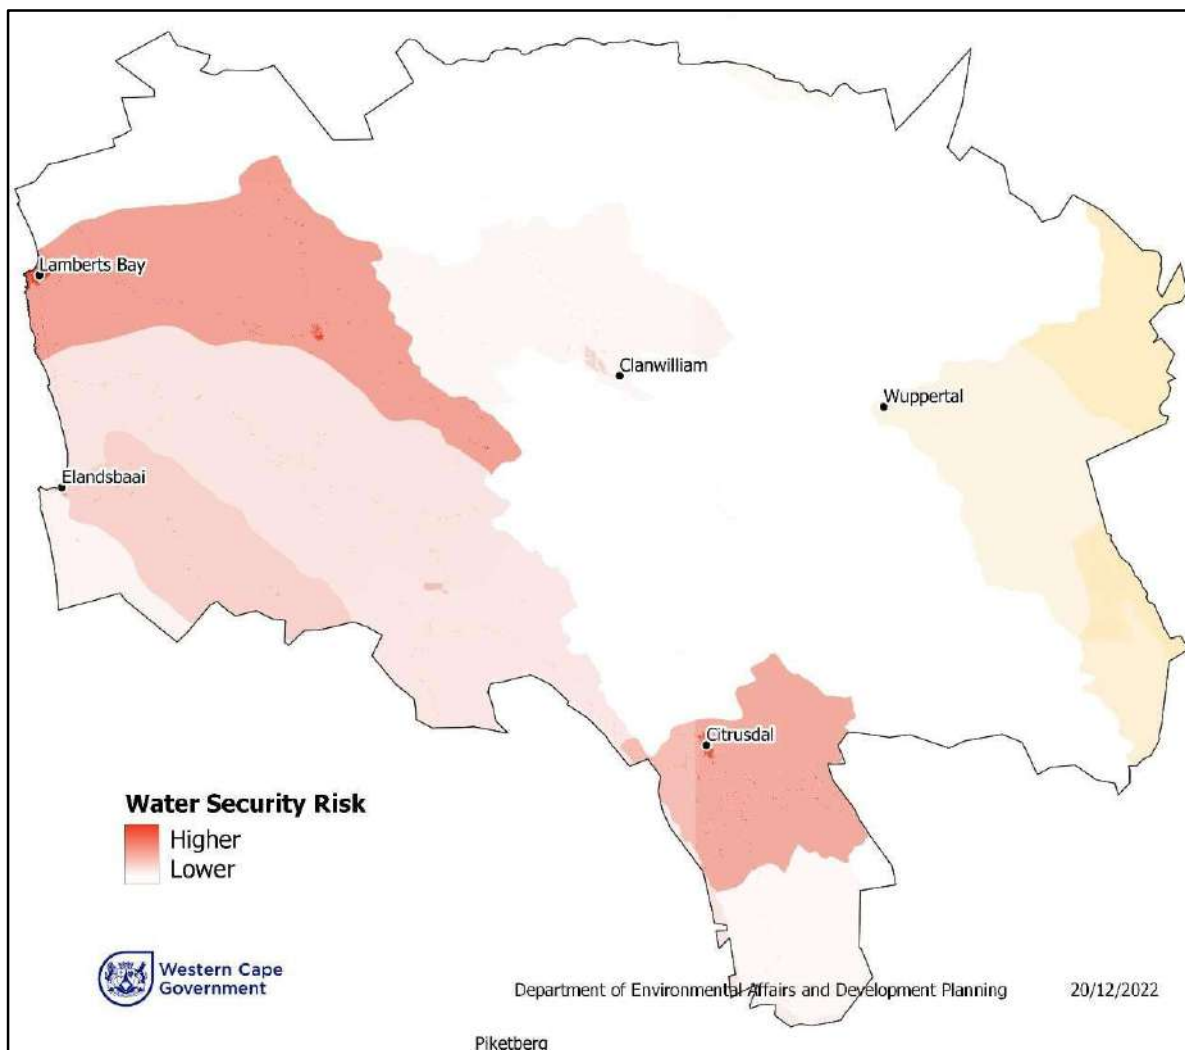 Lamberts Bay
Clanwilliam
Wuppertal
Elandsbaai
Citrusdal
Water Security Risk
Higher
Lower
Western Cape
Government
Department of Environmental Affairs and Development Planning
20/12/2022
Piketberg